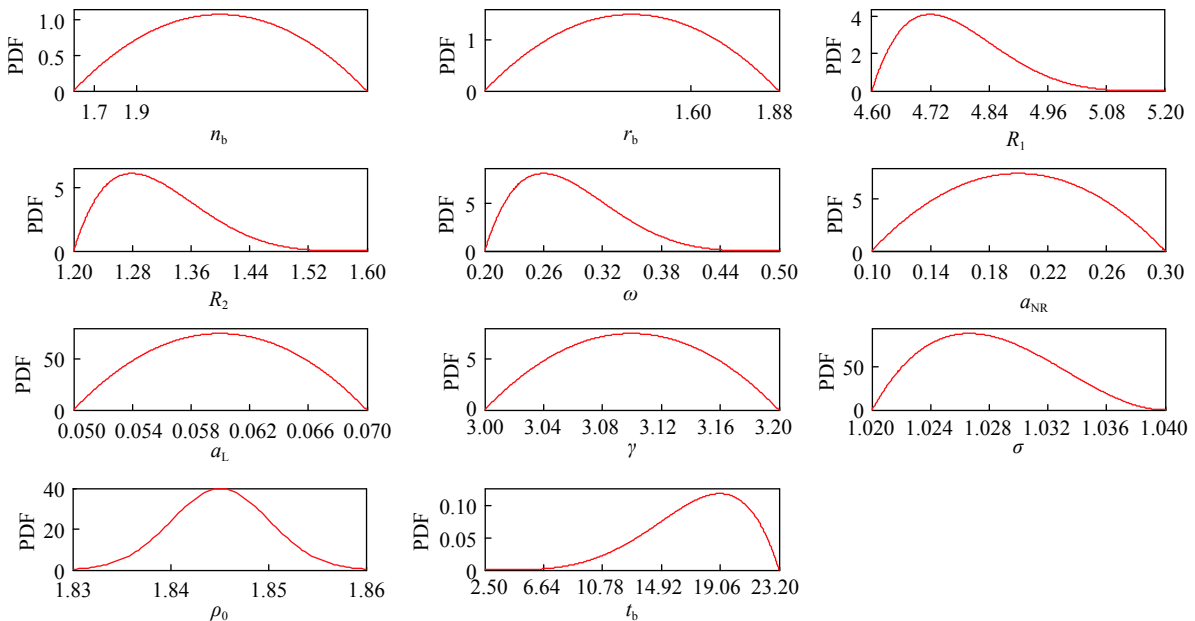 PDF
1.0
0.5
0
1.7 1.9
n_b
PDF
1
0
1.60 1.88
r_b
PDF
4
2
0
4.60 4.72 4.84 4.96 5.08 5.20
R_1
PDF
5
0
1.20 1.28 1.36 1.44 1.52 1.60
R_2
PDF
5
0
0.20 0.26 0.32 0.38 0.44 0.50
ω
PDF
5
0
0.10 0.14 0.18 0.22 0.26 0.30
a_NR
PDF
50
0
0.050 0.054 0.058 0.062 0.066 0.070
a_L
PDF
5
0
3.00 3.04 3.08 3.12 3.16 3.20
γ
PDF
50
0
1.020 1.024 1.028 1.032 1.036 1.040
σ
PDF
40
20
0
1.83 1.84 1.85 1.86
ρ_0
PDF
0.10
0.05
0
2.50 6.64 10.78 14.92 19.06 23.20
t_b